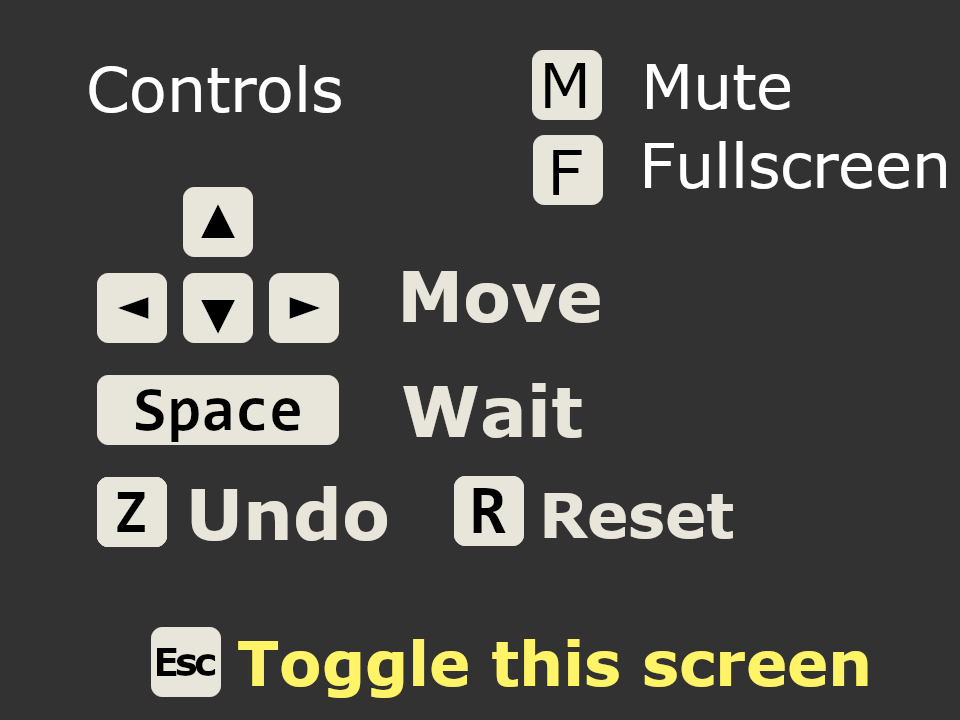 Controls
M Mute
F Fullscreen
Move
Space Wait
Z Undo R Reset
Esc Toggle this screen